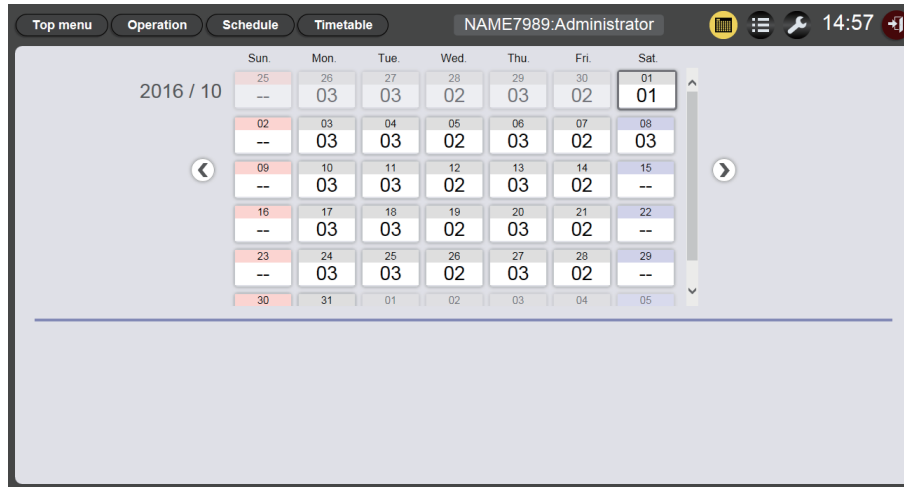 Top menu Operation Schedule Timetable NAME7989:Administrator 14:57
Sun. Mon. Tue. Wed. Thu. Fri. Sat.
2016 / 10
25 26 27 28 29 30 01
-- 03 03 02 03 02 01
02 03 04 05 06 07 08
-- 03 03 02 03 02 03
09 10 11 12 13 14 15
-- 03 03 02 03 02 --
16 17 18 19 20 21 22
-- 03 03 02 03 02 --
23 24 25 26 27 28 29
-- 03 03 02 03 02 --
30 31 01 02 03 04 05